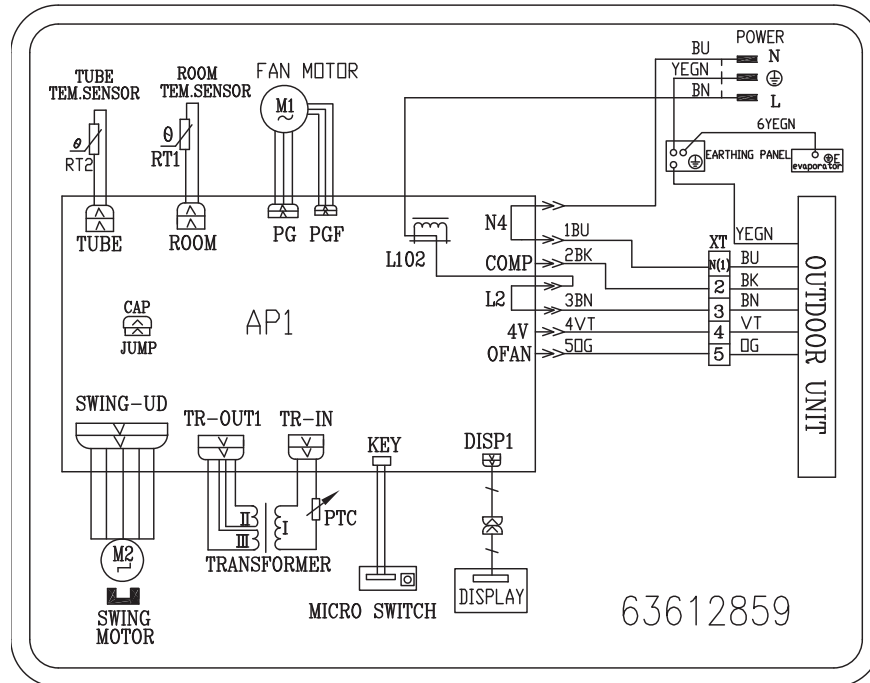 POWER
BU N
YEGN
BN L
TUBE
TEM.SENSOR
ROOM
TEM.SENSOR
FAN MOTOR
M1
θ
RT2
θ
RT1
6YEGN
EARTHING PANEL
E
evaporator
TUBE
ROOM
PG
PGF
L102
N4
1BU
COMP
2BK
L2
3BN
4V
4VT
OFAN
5OG
XT
N(1)
2
3
4
5
YEGN
BU
BK
BN
VT
OG
OUTDOOR UNIT
CAP
JUMP
AP1
SWING-UD
TR-OUT1
TR-IN
KEY
DISP1
II
III
I
PTC
TRANSFORMER
M2
SWING
MOTOR
MICRO SWITCH
DISPLAY
63612859